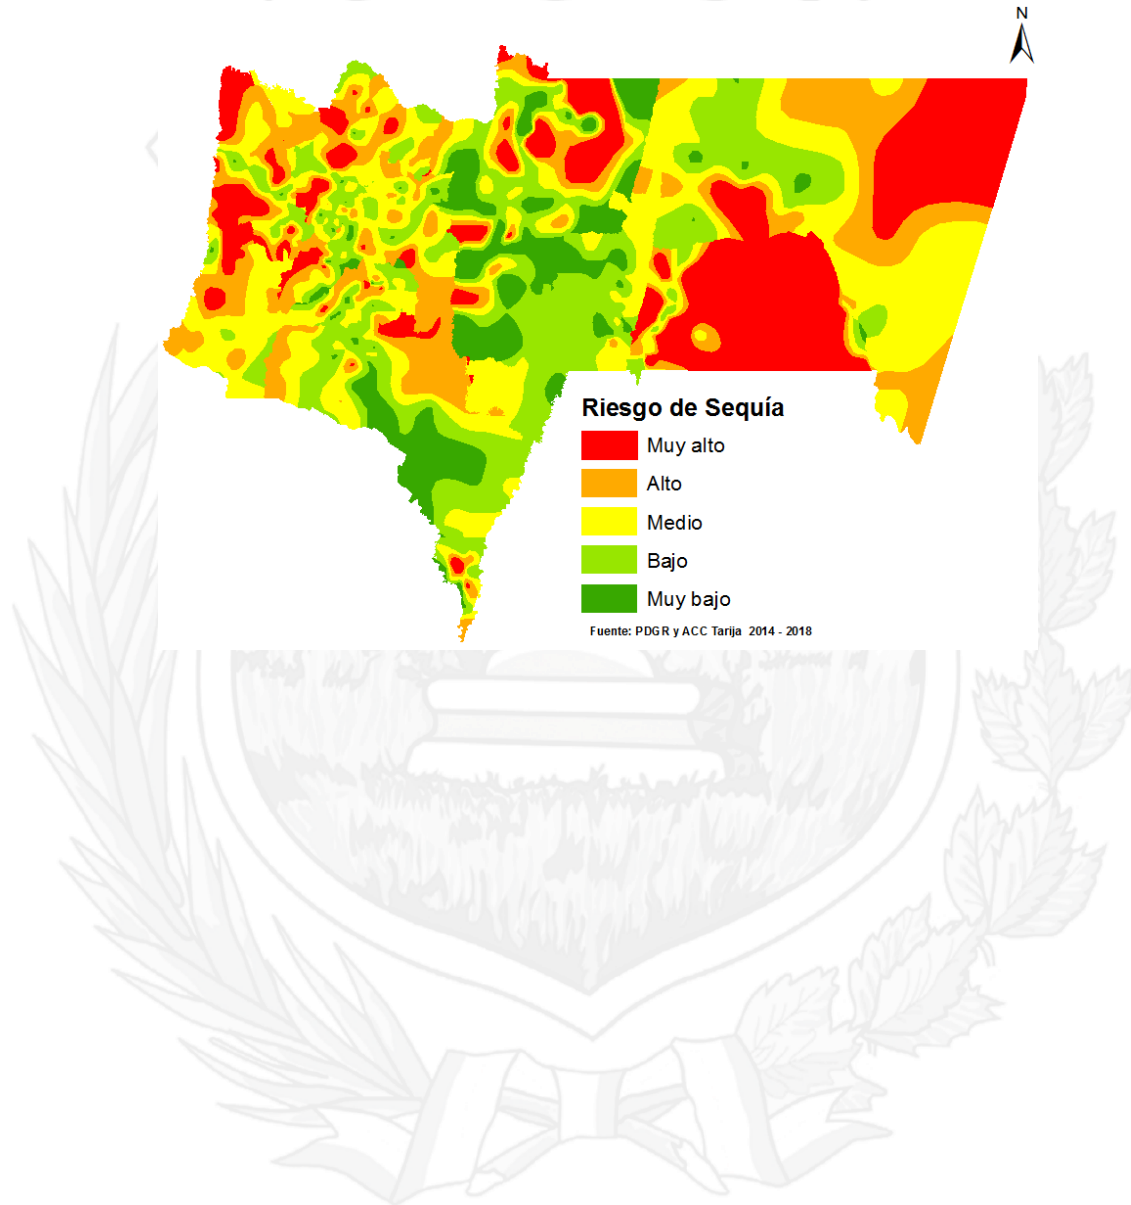 N
Riesgo de Sequía
Muy alto
Alto
Medio
Bajo
Muy bajo
Fuente: PDGR y ACC Tarija 2014 - 2018